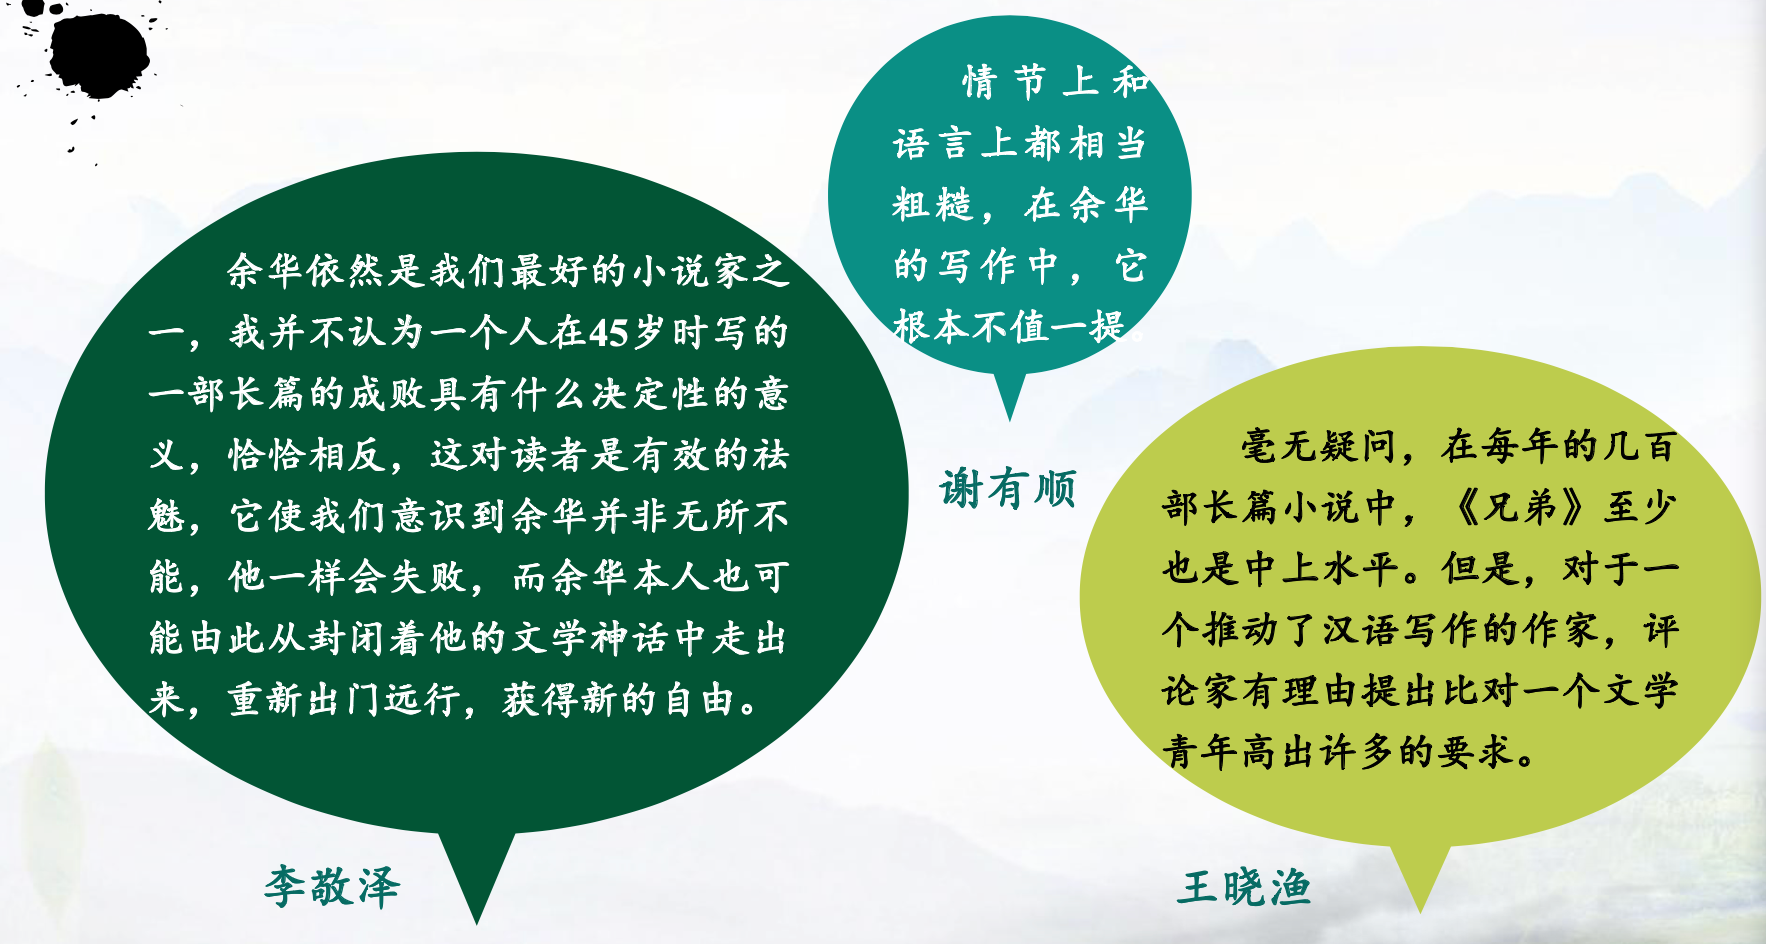 余华依然是我们最好的小说家之
一，我并不认为一个人在45岁时写的
一部长篇的成败具有什么决定性的意
义，恰恰相反，这对读者是有效的祛
魅，它使我们意识到余华并非无所不
能，他一样会失败，而余华本人也可
能由此从封闭着他的文学神话中走出
来，重新出门远行，获得新的自由。
李敬泽
情节上和
语言上都相当
粗糙，在余华
的写作中，它
根本不值一提。
谢有顺
毫无疑问，在每年的几百
部长篇小说中，《兄弟》至少
也是中上水平。但是，对于一
个推动了汉语写作的作家，评
论家有理由提出比对一个文学
青年高出许多的要求。
王晓渔